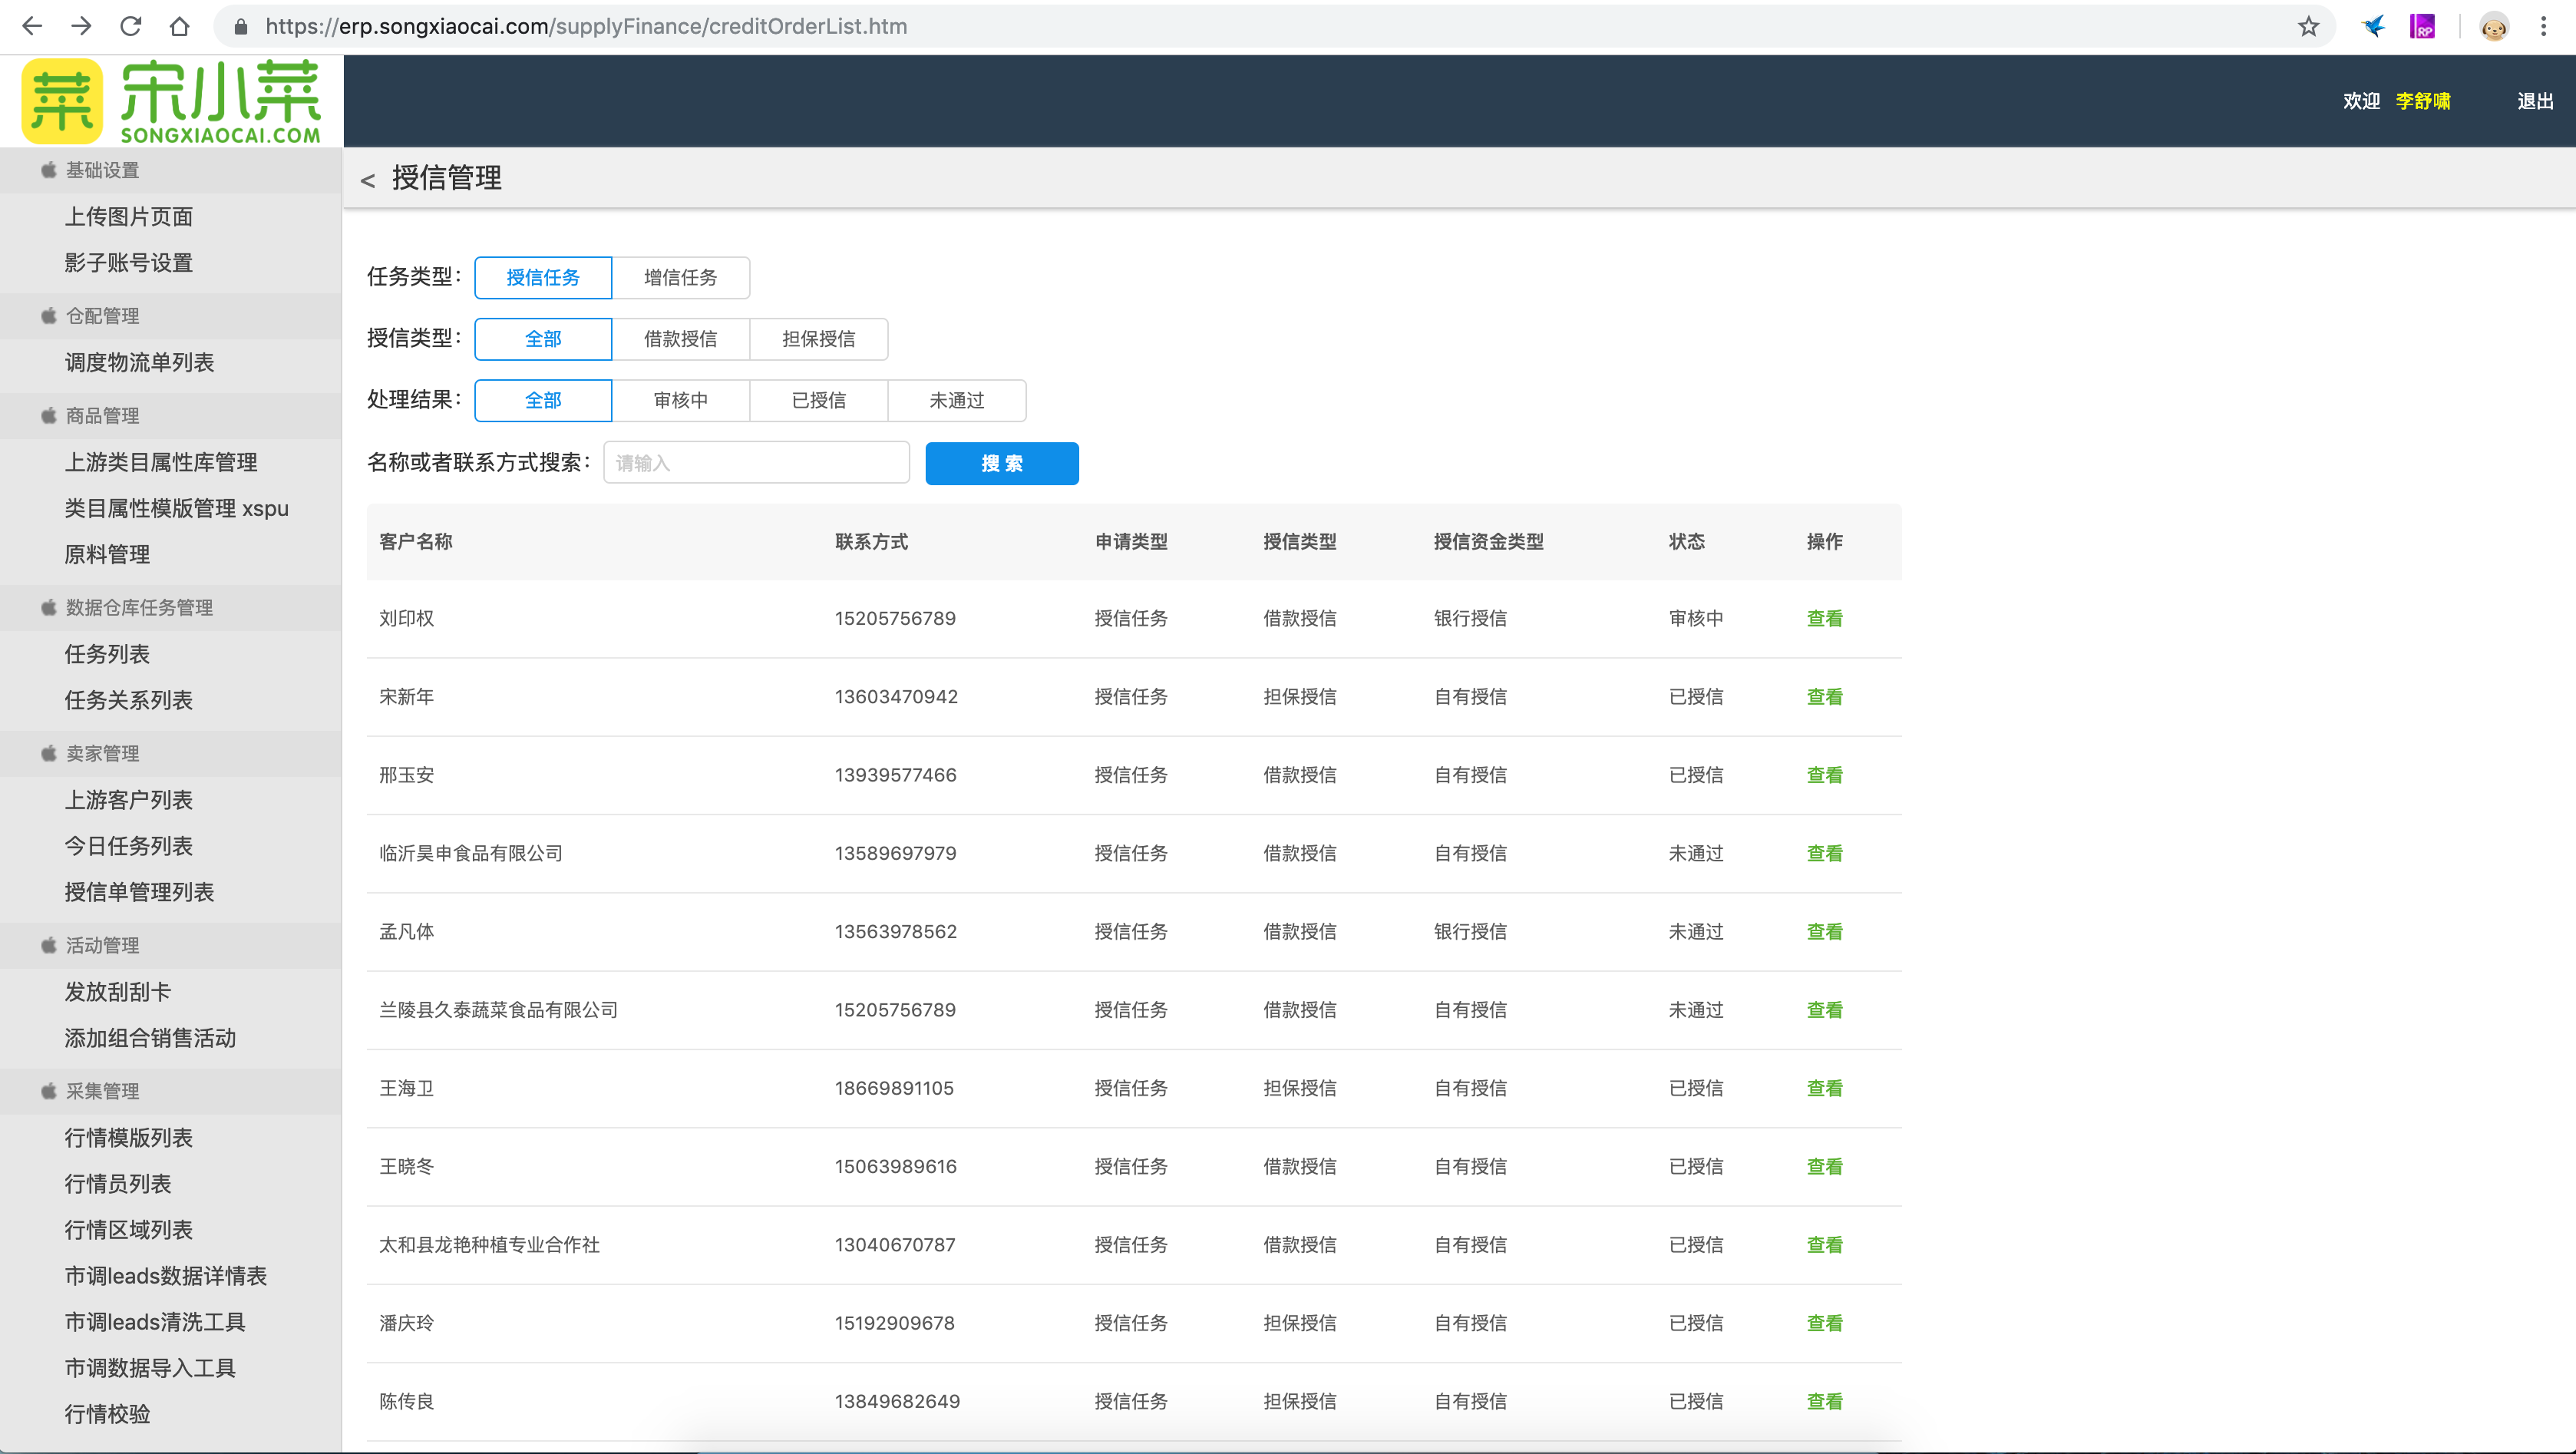 https://erp.songxiaocai.com/supplyFinance/creditOrderList.htm
菜 宋小菜
SONGXIAOCAI.COM
欢迎 李舒啸 退出
基础设置
上传图片页面
影子账号设置
仓配管理
调度物流单列表
商品管理
上游类目属性库管理
类目属性模版管理 xspu
原料管理
数据仓库任务管理
任务列表
任务关系列表
卖家管理
上游客户列表
今日任务列表
授信单管理列表
活动管理
发放刮刮卡
添加组合销售活动
采集管理
行情模版列表
行情员列表
行情区域列表
市调leads数据详情表
市调leads清洗工具
市调数据导入工具
行情校验
< 授信管理
任务类型： 授信任务 增信任务
授信类型： 全部 借款授信 担保授信
处理结果： 全部 审核中 已授信 未通过
名称或者联系方式搜索： 请输入 搜 索
客户名称 联系方式 申请类型 授信类型 授信资金类型 状态 操作
刘印权 15205756789 授信任务 借款授信 银行授信 审核中 查看
宋新年 13603470942 授信任务 担保授信 自有授信 已授信 查看
邢玉安 13939577466 授信任务 借款授信 自有授信 已授信 查看
临沂昊申食品有限公司 13589697979 授信任务 借款授信 自有授信 未通过 查看
孟凡体 13563978562 授信任务 借款授信 银行授信 未通过 查看
兰陵县久泰蔬菜食品有限公司 15205756789 授信任务 借款授信 自有授信 未通过 查看
王海卫 18669891105 授信任务 担保授信 自有授信 已授信 查看
王晓冬 15063989616 授信任务 借款授信 自有授信 已授信 查看
太和县龙艳种植专业合作社 13040670787 授信任务 借款授信 自有授信 已授信 查看
潘庆玲 15192909678 授信任务 担保授信 自有授信 已授信 查看
陈传良 13849682649 授信任务 担保授信 自有授信 已授信 查看